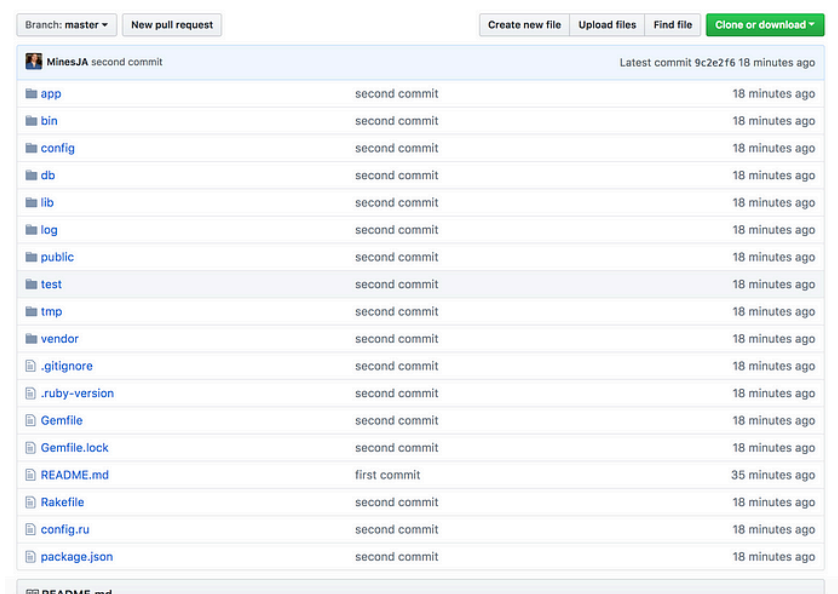 Branch: master New pull request Create new file Upload files Find file Clone or download
MinesJA second commit Latest commit 9c2e2f6 18 minutes ago
app second commit 18 minutes ago
bin second commit 18 minutes ago
config second commit 18 minutes ago
db second commit 18 minutes ago
lib second commit 18 minutes ago
log second commit 18 minutes ago
public second commit 18 minutes ago
test second commit 18 minutes ago
tmp second commit 18 minutes ago
vendor second commit 18 minutes ago
.gitignore second commit 18 minutes ago
.ruby-version second commit 18 minutes ago
Gemfile second commit 18 minutes ago
Gemfile.lock second commit 18 minutes ago
README.md first commit 35 minutes ago
Rakefile second commit 18 minutes ago
config.ru second commit 18 minutes ago
package.json second commit 18 minutes ago
README.md